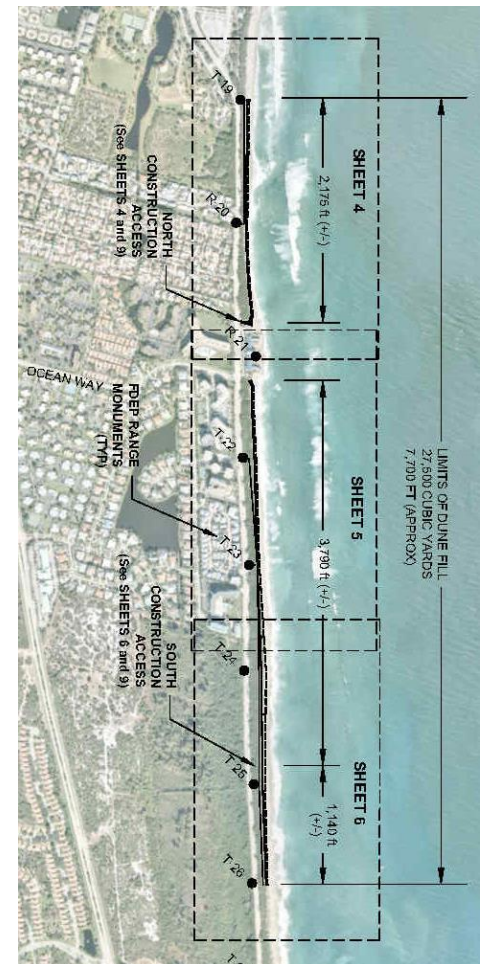 T-19
SHEET 4
2,175 ft (+/-)
R-20
NORTH
CONSTRUCTION
ACCESS
(See SHEETS 4 and 9)
R-21
OCEAN WAY
LIMITS OF DUNE FILL
27,500 CUBIC YARDS
7,700 FT (APPROX)
FDEP RANGE
MONUMENTS
(TYP)
T-22
SHEET 5
3,790 ft (+/-)
T-23
SOUTH
CONSTRUCTION
ACCESS
(See SHEETS 6 and 9)
T-24
T-25
SHEET 6
1,140 ft
(+/-)
T-26